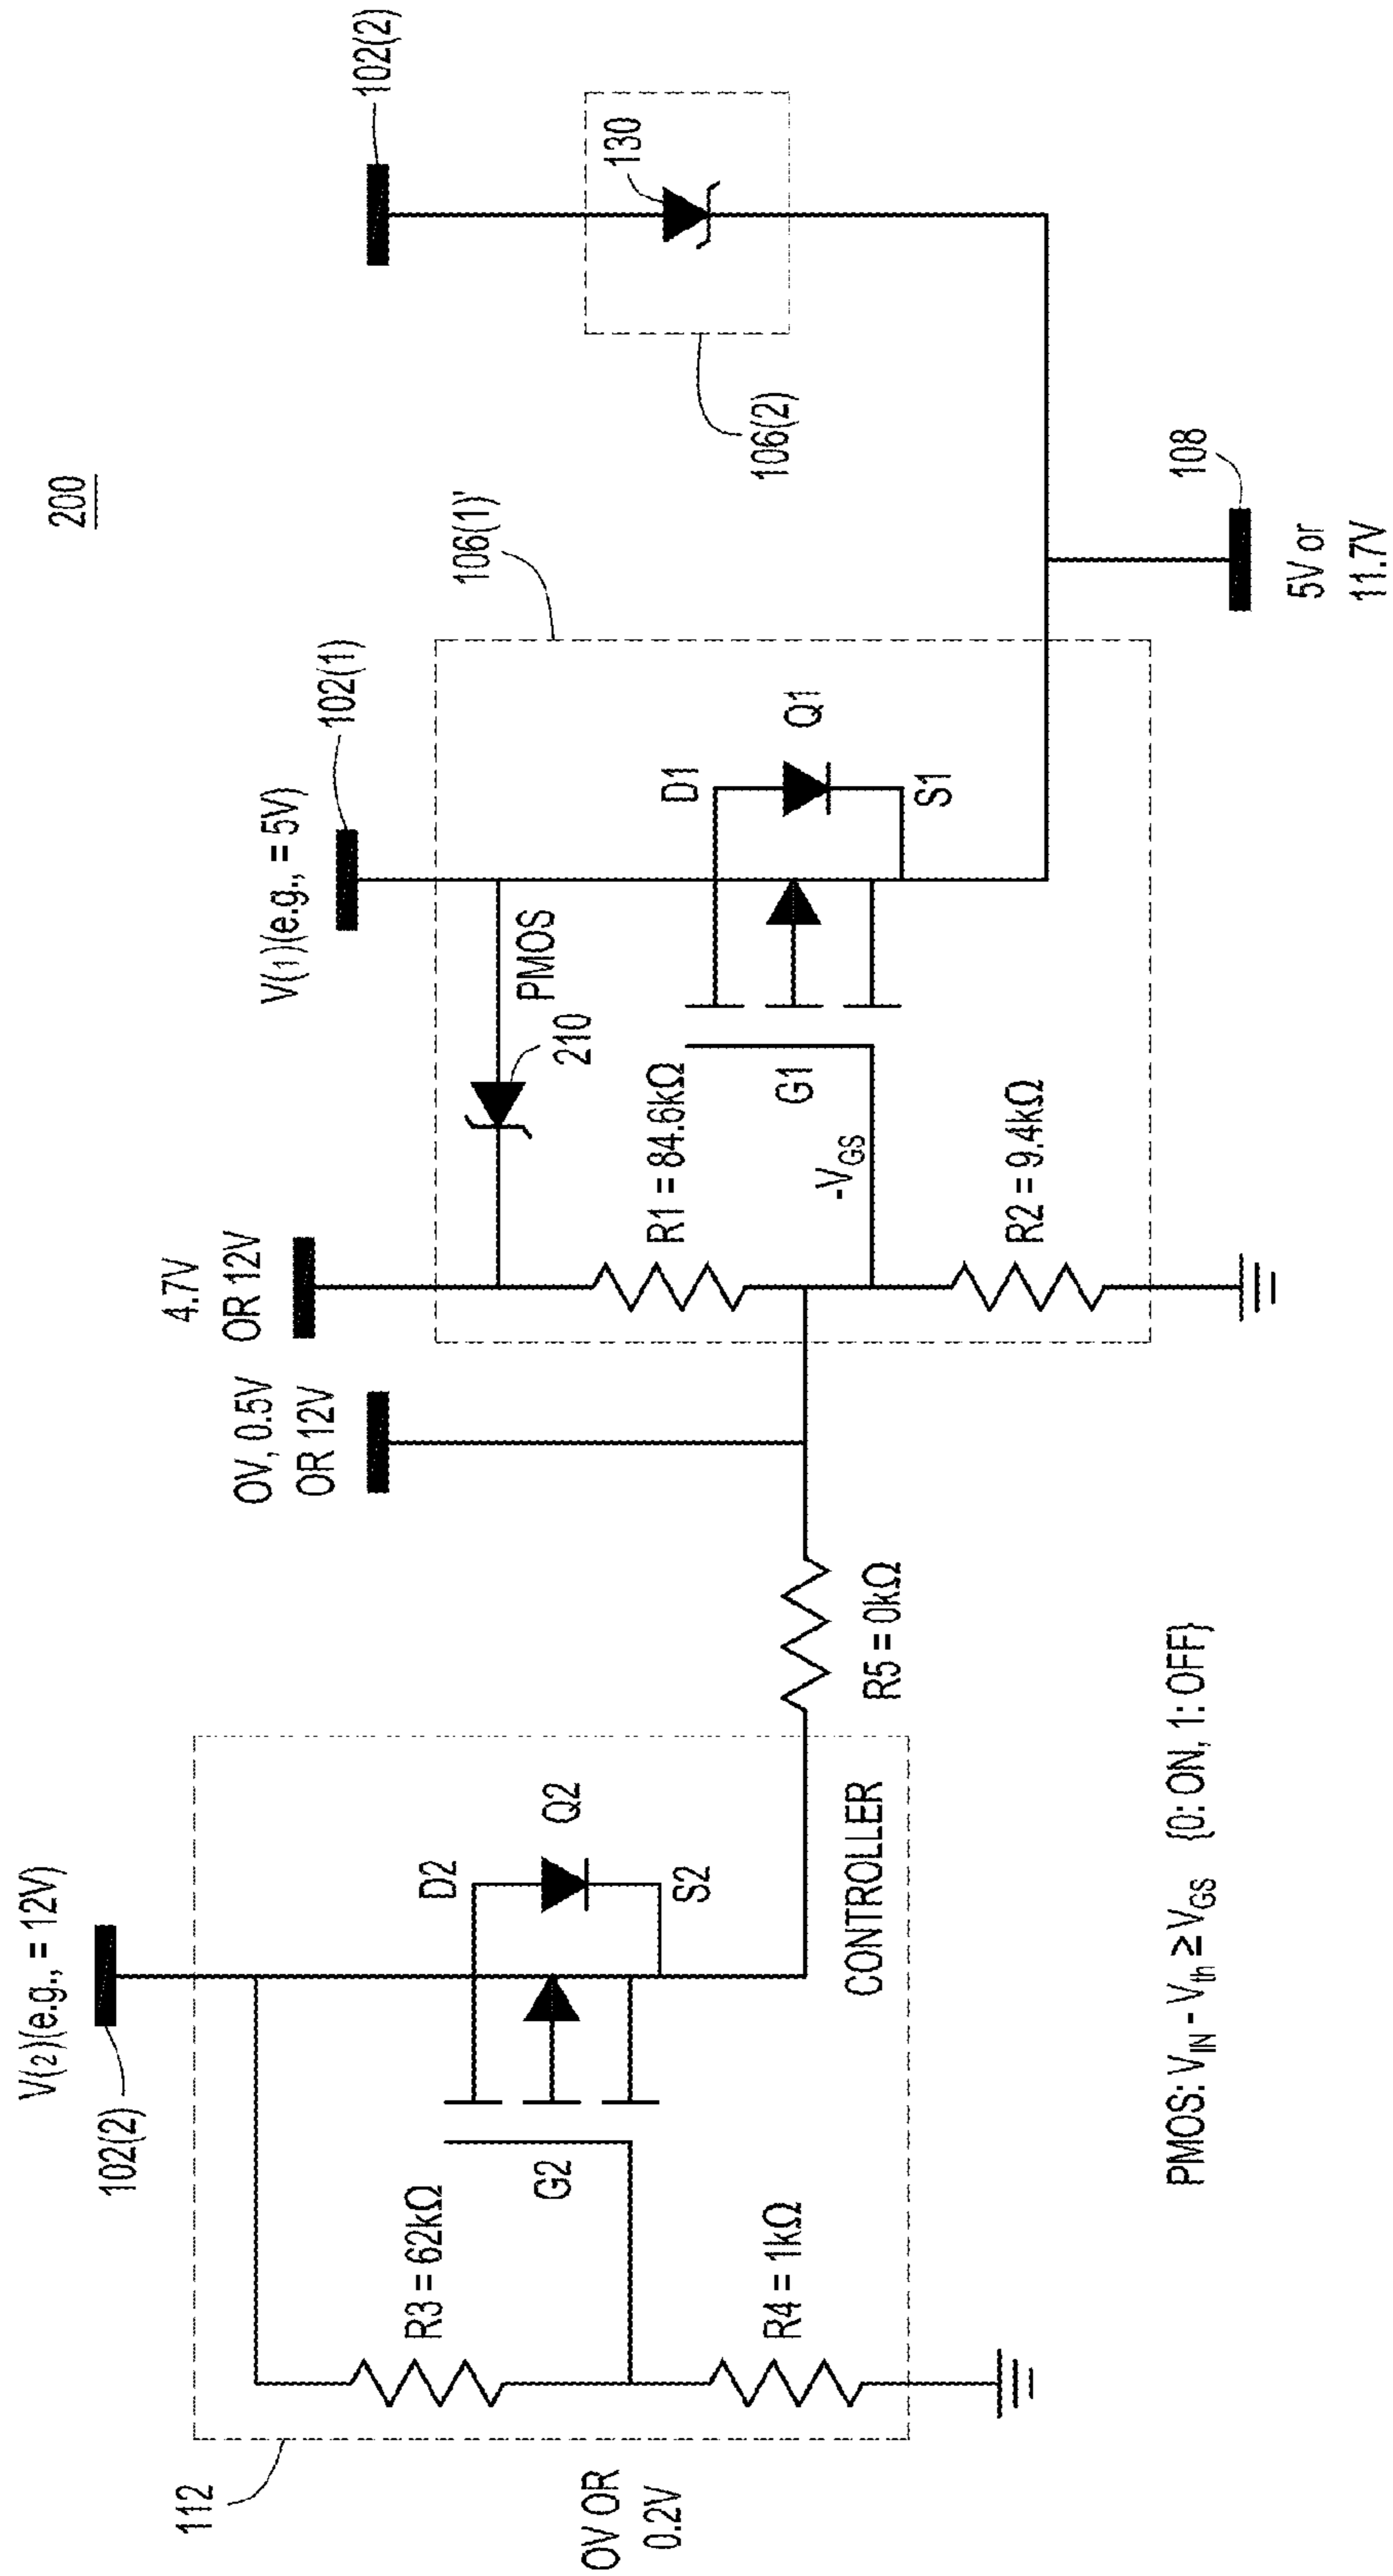 200
V(2)(e.g., = 12V)
102(2)
112
R3 = 62kΩ
G2
D2
Q2
S2
R4 = 1kΩ
CONTROLLER
OV OR
0.2V
R5 = 0kΩ
OV, 0.5V
OR 12V
4.7V
OR 12V
V(1)(e.g., = 5V)
102(1)
106(1)'
PMOS
210
R1 = 84.6kΩ
G1
D1
Q1
S1
-VGS
R2 = 9.4kΩ
102(2)
130
106(2)
108
5V or
11.7V
PMOS: VIN - Vth ≥ VGS {0: ON, 1: OFF}